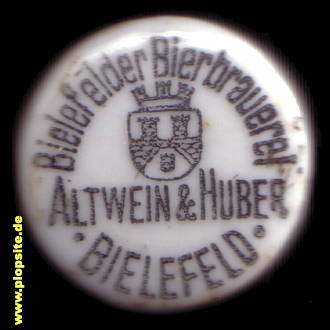 Bielefelder Bierbrauerei
ALTWEIN & HUBER
• BIELEFELD •
© www.plopsite.de